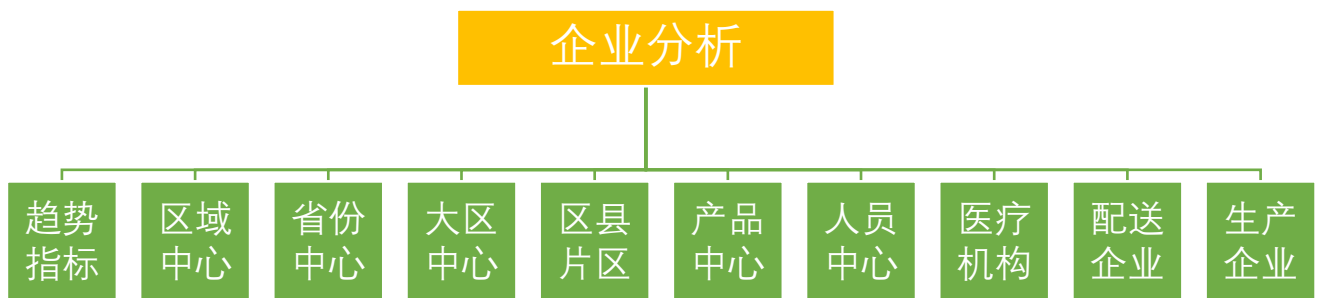 企业分析
趋势
指标
区域
中心
省份
中心
大区
中心
区县
片区
产品
中心
人员
中心
医疗
机构
配送
企业
生产
企业